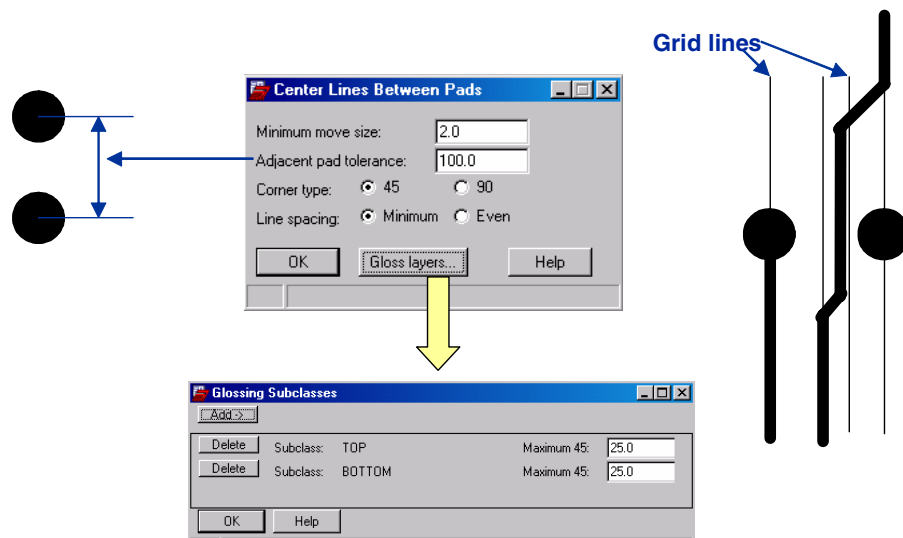 Grid lines
Center Lines Between Pads
Minimum move size: 2.0
Adjacent pad tolerance: 100.0
Corner type: 45 90
Line spacing: Minimum Even
OK Gloss layers... Help
Glossing Subclasses
Add ->
Delete Subclass: TOP Maximum 45: 25.0
Delete Subclass: BOTTOM Maximum 45: 25.0
OK Help